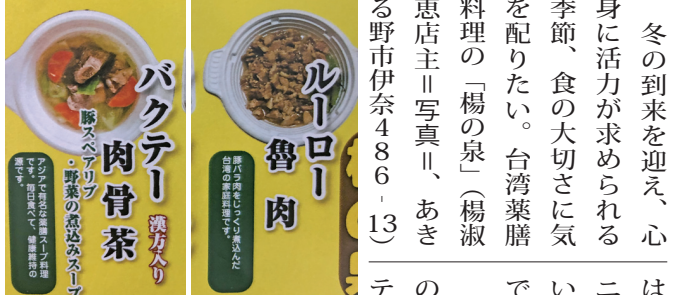 冬の到来を迎え、心
身に活力が求められる
季節、食の大切さに気
を配りたい。台湾薬膳
料理の「楊の泉」(楊淑
恵店主=写真=、あき
る野市伊奈486-13)
は
ニ
い
で
の
テ
ルーロー
魯肉
豚バラ肉をじっくり煮込んだ
台湾の家庭料理です。
バクテー
肉骨茶
漢方入り
豚スペアリブ
・野菜の煮込みスープ
アジアで有名な薬膳スープ料理
です。毎日食べて、健康維持の
源です。